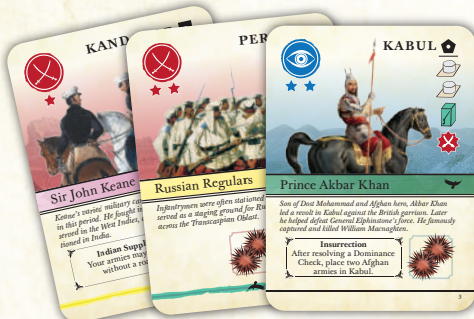 KAND
Sir John Keane
Keane's varied military ca
in this period. He fought i
served in the West Indies,
tioned in India.
Indian Suppl
Your armies may
without a ro
PER
Russian Regulars
Infantrymen were often stationed
served as a staging ground for Ru
across the Transcaspian Oblast.
KABUL
Prince Akbar Khan
Son of Dost Mohammad and Afghan hero, Akbar Khan
led a revolt in Kabul against the British garrison. Later
he helped defeat General Elphinstone's force. He famously
captured and killed William Macnaghten.
Insurrection
After resolving a Dominance
Check, place two Afghan
armies in Kabul.
3